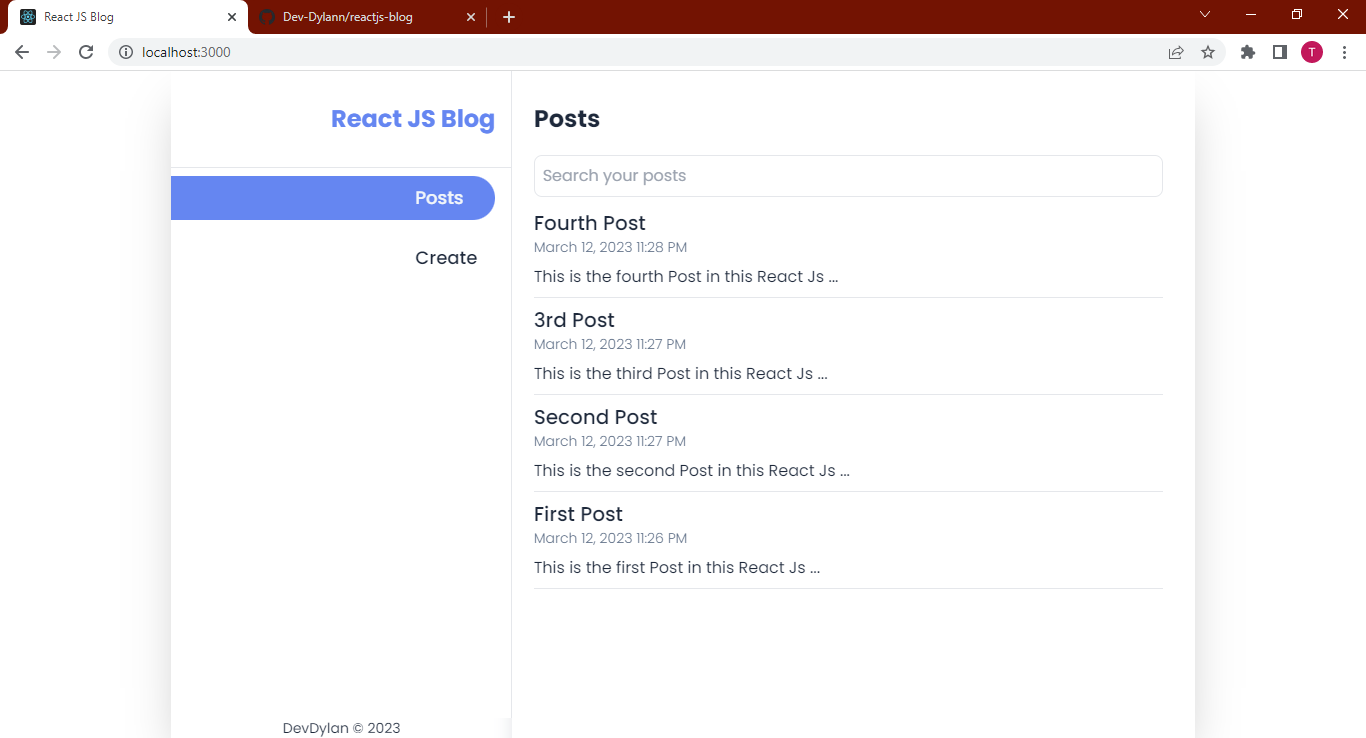 React JS Blog
Dev-Dylann/reactjs-blog
localhost:3000
T
React JS Blog
Posts
Create
DevDylan © 2023
Posts
Search your posts
Fourth Post
March 12, 2023 11:28 PM
This is the fourth Post in this React Js ...
3rd Post
March 12, 2023 11:27 PM
This is the third Post in this React Js ...
Second Post
March 12, 2023 11:27 PM
This is the second Post in this React Js ...
First Post
March 12, 2023 11:26 PM
This is the first Post in this React Js ...